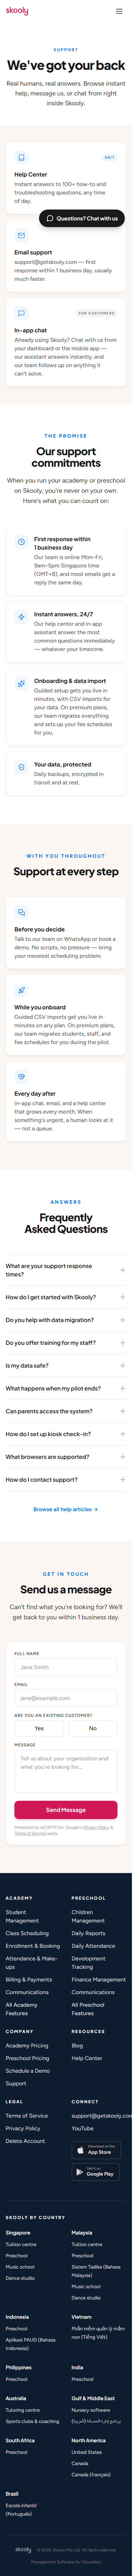 skooly
SUPPORT
We've got your back
Real humans, real answers. Browse instant
help, message us, or chat from right
inside Skooly.
24/7
Help Center
Instant answers to 100+ how-to and
troubleshooting questions, any time
of day.
Questions? Chat with us
Email support
support@getskooly.com — first
response within 1 business day, usually
much faster.
FOR CUSTOMERS
In-app chat
Already using Skooly? Chat with us from
your dashboard or the mobile app —
our assistant answers instantly, and
our team follows up on anything it
can't solve.
THE PROMISE
Our support
commitments
When you run your academy or preschool
on Skooly, you're never on your own.
Here's what you can count on:
First response within
1 business day
Our team is online Mon–Fri,
9am–5pm Singapore time
(GMT+8), and most emails get a
reply the same day.
Instant answers, 24/7
Our help center and in-app
assistant answer the most
common questions immediately
— whatever your timezone.
Onboarding & data import
Guided setup gets you live in
minutes, with CSV imports for
your data. On premium plans,
our team migrates everything
and sets up your fee schedules
for you.
Your data, protected
Daily backups, encrypted in
transit and at rest.
WITH YOU THROUGHOUT
Support at every step
Before you decide
Talk to our team on WhatsApp or book a
demo. No scripts, no pressure — bring
your messiest scheduling problem.
While you onboard
Guided CSV imports get you live in
minutes on any plan. On premium plans,
our team migrates students, staff, and
fee schedules for you during the pilot.
Every day after
In-app chat, email, and a help center
that grows every month. When
something's urgent, a human looks at it
— not a queue.
ANSWERS
Frequently
Asked Questions
What are your support response
times?
How do I get started with Skooly?
Do you help with data migration?
Do you offer training for my staff?
Is my data safe?
What happens when my pilot ends?
Can parents access the system?
How do I set up kiosk check-in?
What browsers are supported?
How do I contact support?
Browse all help articles →
GET IN TOUCH
Send us a message
Can't find what you're looking for? We'll
get back to you within 1 business day.
FULL NAME
Jane Smith
EMAIL
jane@example.com
ARE YOU AN EXISTING CUSTOMER?
Yes No
MESSAGE
Tell us about your organization and
what you're looking for...
Send Message
Protected by reCAPTCHA. Google's Privacy Policy &
Terms of Service apply.
ACADEMY
Student
Management
Class Scheduling
Enrollment & Booking
Attendance & Make-
ups
Billing & Payments
Communications
All Academy
Features
PRESCHOOL
Children
Management
Daily Reports
Daily Attendance
Development
Tracking
Finance Management
Communications
All Preschool
Features
COMPANY
Academy Pricing
Preschool Pricing
Schedule a Demo
Support
RESOURCES
Blog
Help Center
LEGAL
Terms of Service
Privacy Policy
Delete Account
CONNECT
support@getskooly.com
YouTube
Download on the
App Store
Get it on
Google Play
SKOOLY BY COUNTRY
Singapore
Tuition centre
Preschool
Music school
Dance studio
Malaysia
Tuition centre
Preschool
Sistem Tadika (Bahasa
Malaysia)
Music school
Dance studio
Indonesia
Preschool
Aplikasi PAUD (Bahasa
Indonesia)
Vietnam
Phần mềm quản lý mầm
non (Tiếng Việt)
Philippines
Preschool
India
Preschool
Australia
Tutoring centre
Sports clubs & coaching
Gulf & Middle East
Nursery software
South Africa
Preschool
North America
United States
Canada
Canada (français)
Brazil
Escola infantil
(Português)
skooly © 2026 Skooly Pte. Ltd. All rights reserved.
Management Software for Education